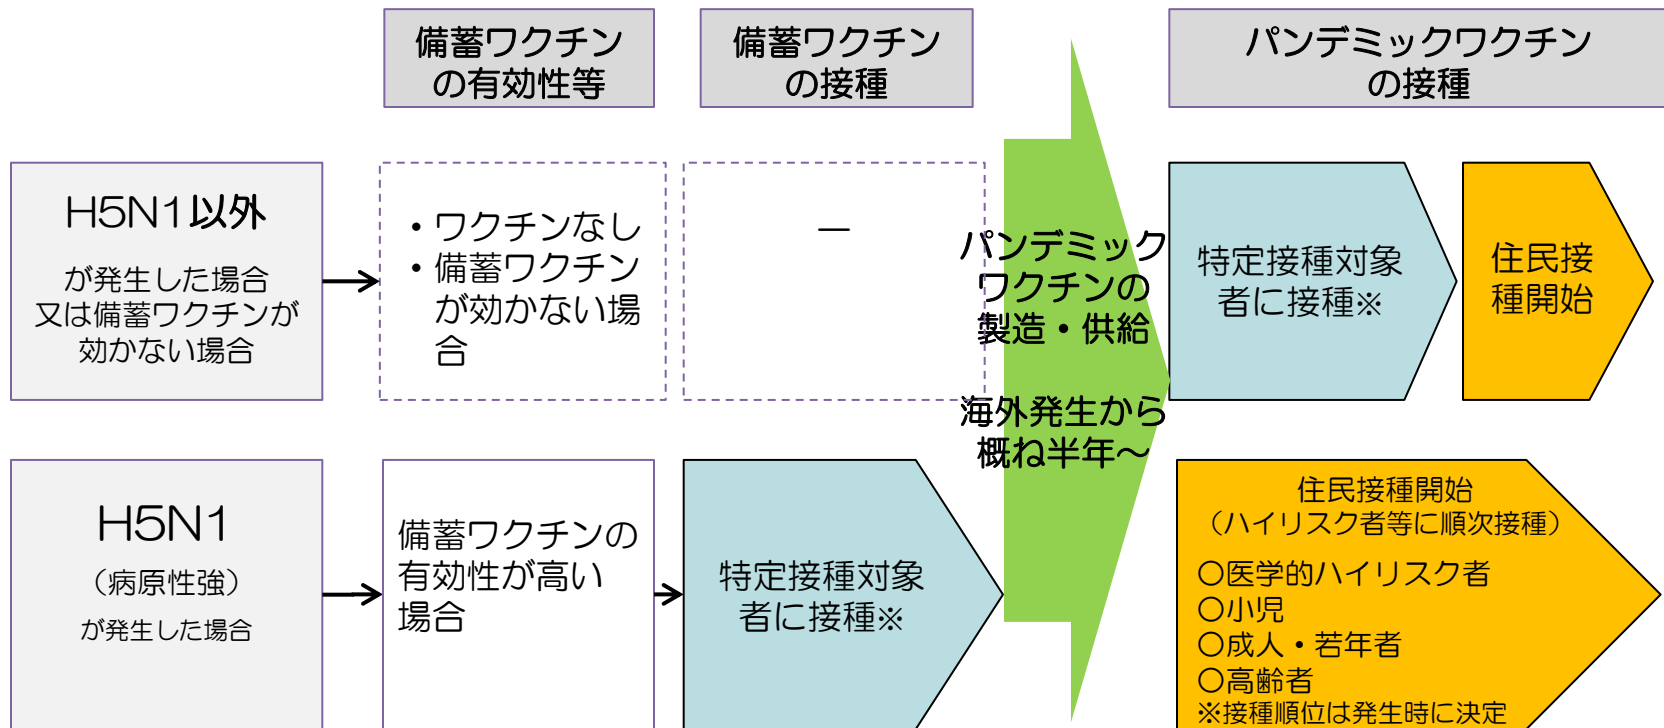 備蓄ワクチン
の有効性等
備蓄ワクチン
の接種
パンデミックワクチン
の接種
H5N1以外
が発生した場合
又は備蓄ワクチンが
効かない場合
・ワクチンなし
・備蓄ワクチン
が効かない場
合
―
パンデミック
ワクチンの
製造・供給
海外発生から
概ね半年～
特定接種対象
者に接種※
住民接
種開始
H5N1
（病原性強）
が発生した場合
備蓄ワクチンの
有効性が高い
場合
特定接種対象
者に接種※
住民接種開始
（ハイリスク者等に順次接種）
○医学的ハイリスク者
○小児
○成人・若年者
○高齢者
※接種順位は発生時に決定